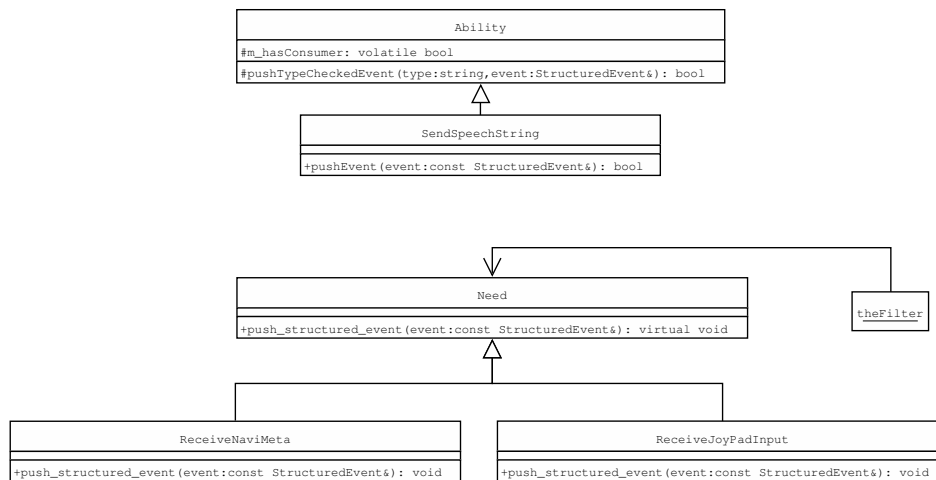 Ability
#m_hasConsumer: volatile bool
#pushTypeCheckedEvent(type:string,event:StructuredEvent&): bool
SendSpeechString
+pushEvent(event:const StructuredEvent&): bool
Need
+push_structured_event(event:const StructuredEvent&): virtual void
theFilter
ReceiveNaviMeta
+push_structured_event(event:const StructuredEvent&): void
ReceiveJoyPadInput
+push_structured_event(event:const StructuredEvent&): void